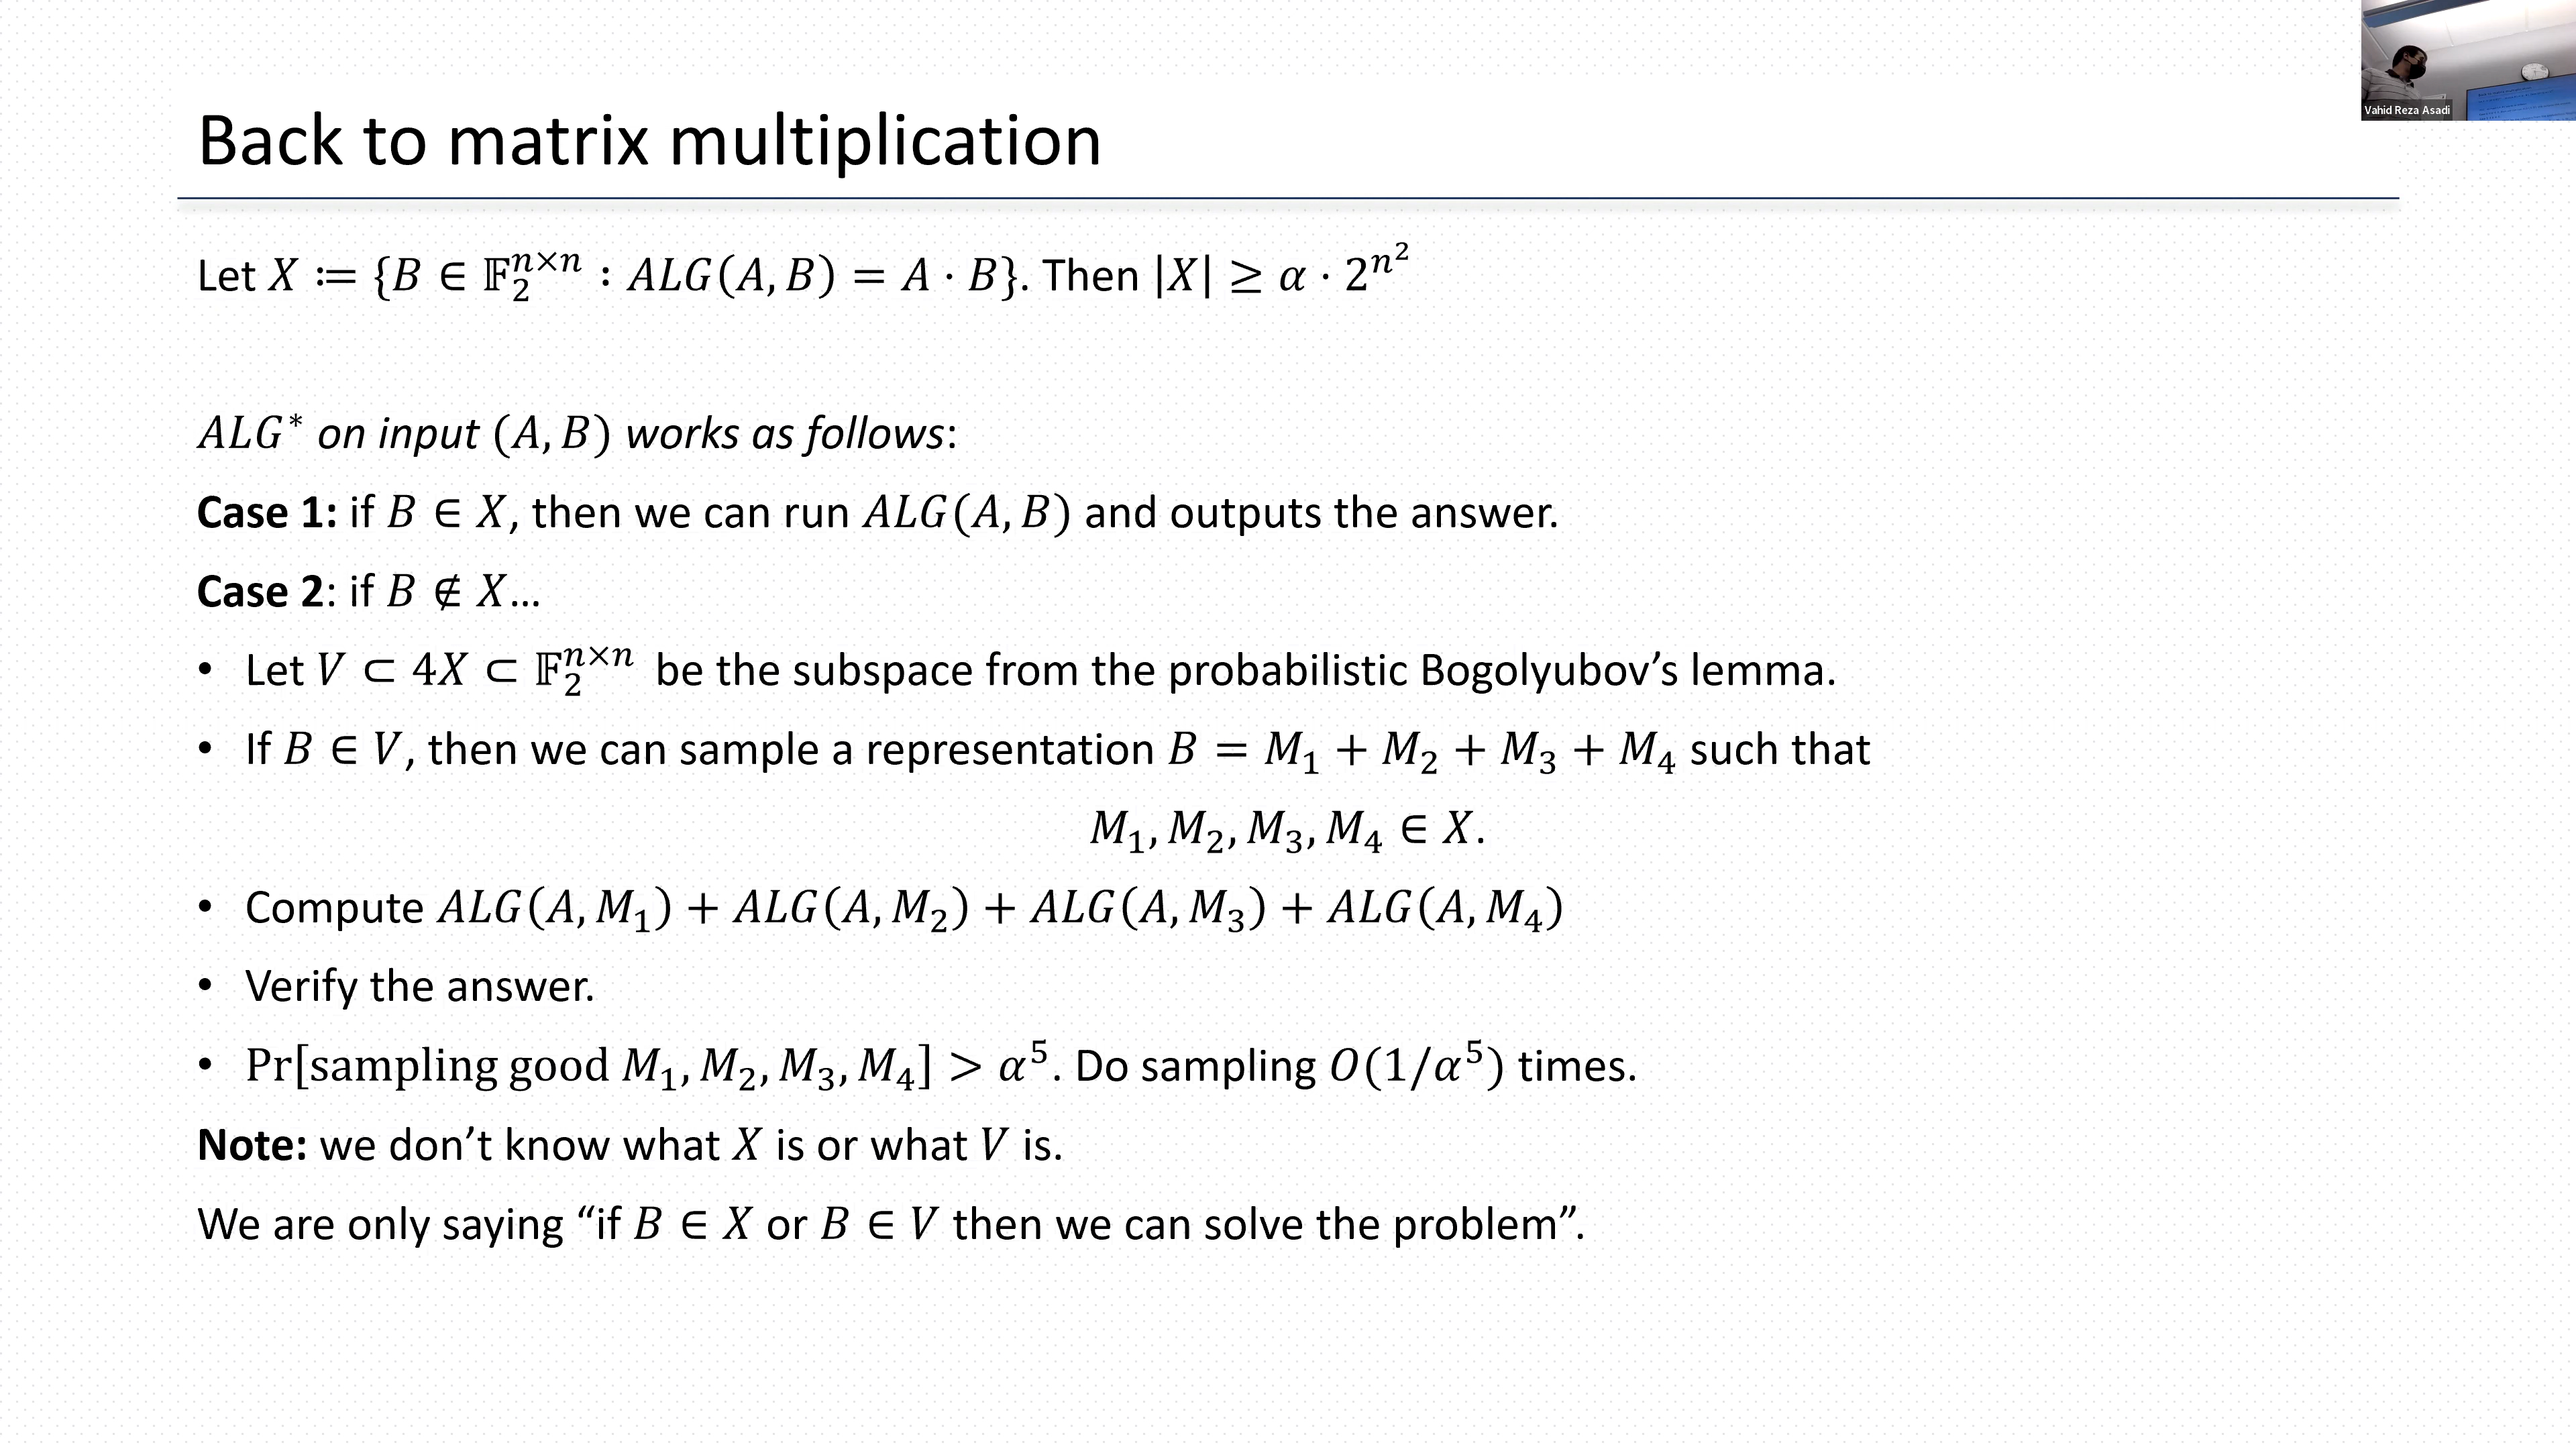 Vahid Reza Asadi
Back to matrix multiplication
Let X ≔ {B ∈ 𝔽₂ⁿˣⁿ : ALG(A, B) = A · B}. Then |X| ≥ α · 2^{n²}
ALG* on input (A, B) works as follows:
Case 1: if B ∈ X, then we can run ALG(A, B) and outputs the answer.
Case 2: if B ∉ X...
• Let V ⊂ 4X ⊂ 𝔽₂ⁿˣⁿ be the subspace from the probabilistic Bogolyubov’s lemma.
• If B ∈ V, then we can sample a representation B = M₁ + M₂ + M₃ + M₄ such that
M₁, M₂, M₃, M₄ ∈ X.
• Compute ALG(A, M₁) + ALG(A, M₂) + ALG(A, M₃) + ALG(A, M₄)
• Verify the answer.
• Pr[sampling good M₁, M₂, M₃, M₄] > α⁵. Do sampling O(1/α⁵) times.
Note: we don’t know what X is or what V is.
We are only saying “if B ∈ X or B ∈ V then we can solve the problem”.